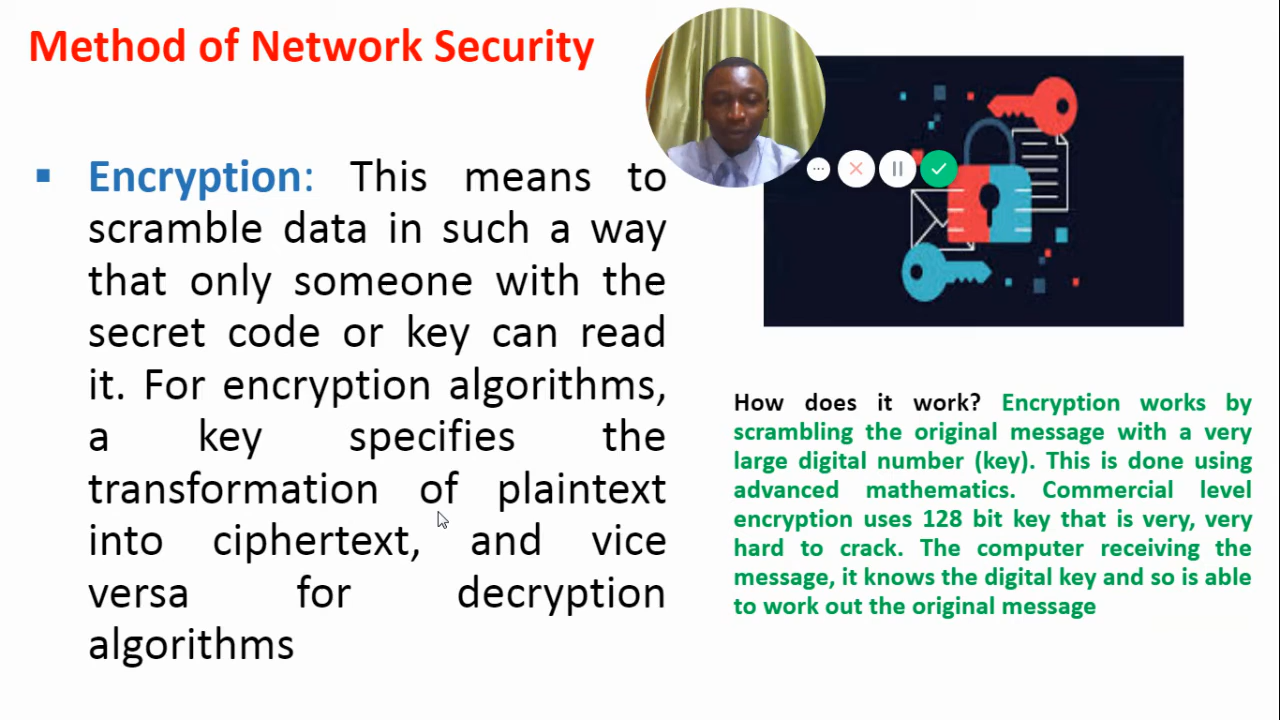 Method of Network Security
▪ Encryption: This means to
scramble data in such a way
that only someone with the
secret code or key can read
it. For encryption algorithms,
a key specifies the
transformation of plaintext
into ciphertext, and vice
versa for decryption
algorithms
How does it work? Encryption works by
scrambling the original message with a very
large digital number (key). This is done using
advanced mathematics. Commercial level
encryption uses 128 bit key that is very, very
hard to crack. The computer receiving the
message, it knows the digital key and so is able
to work out the original message